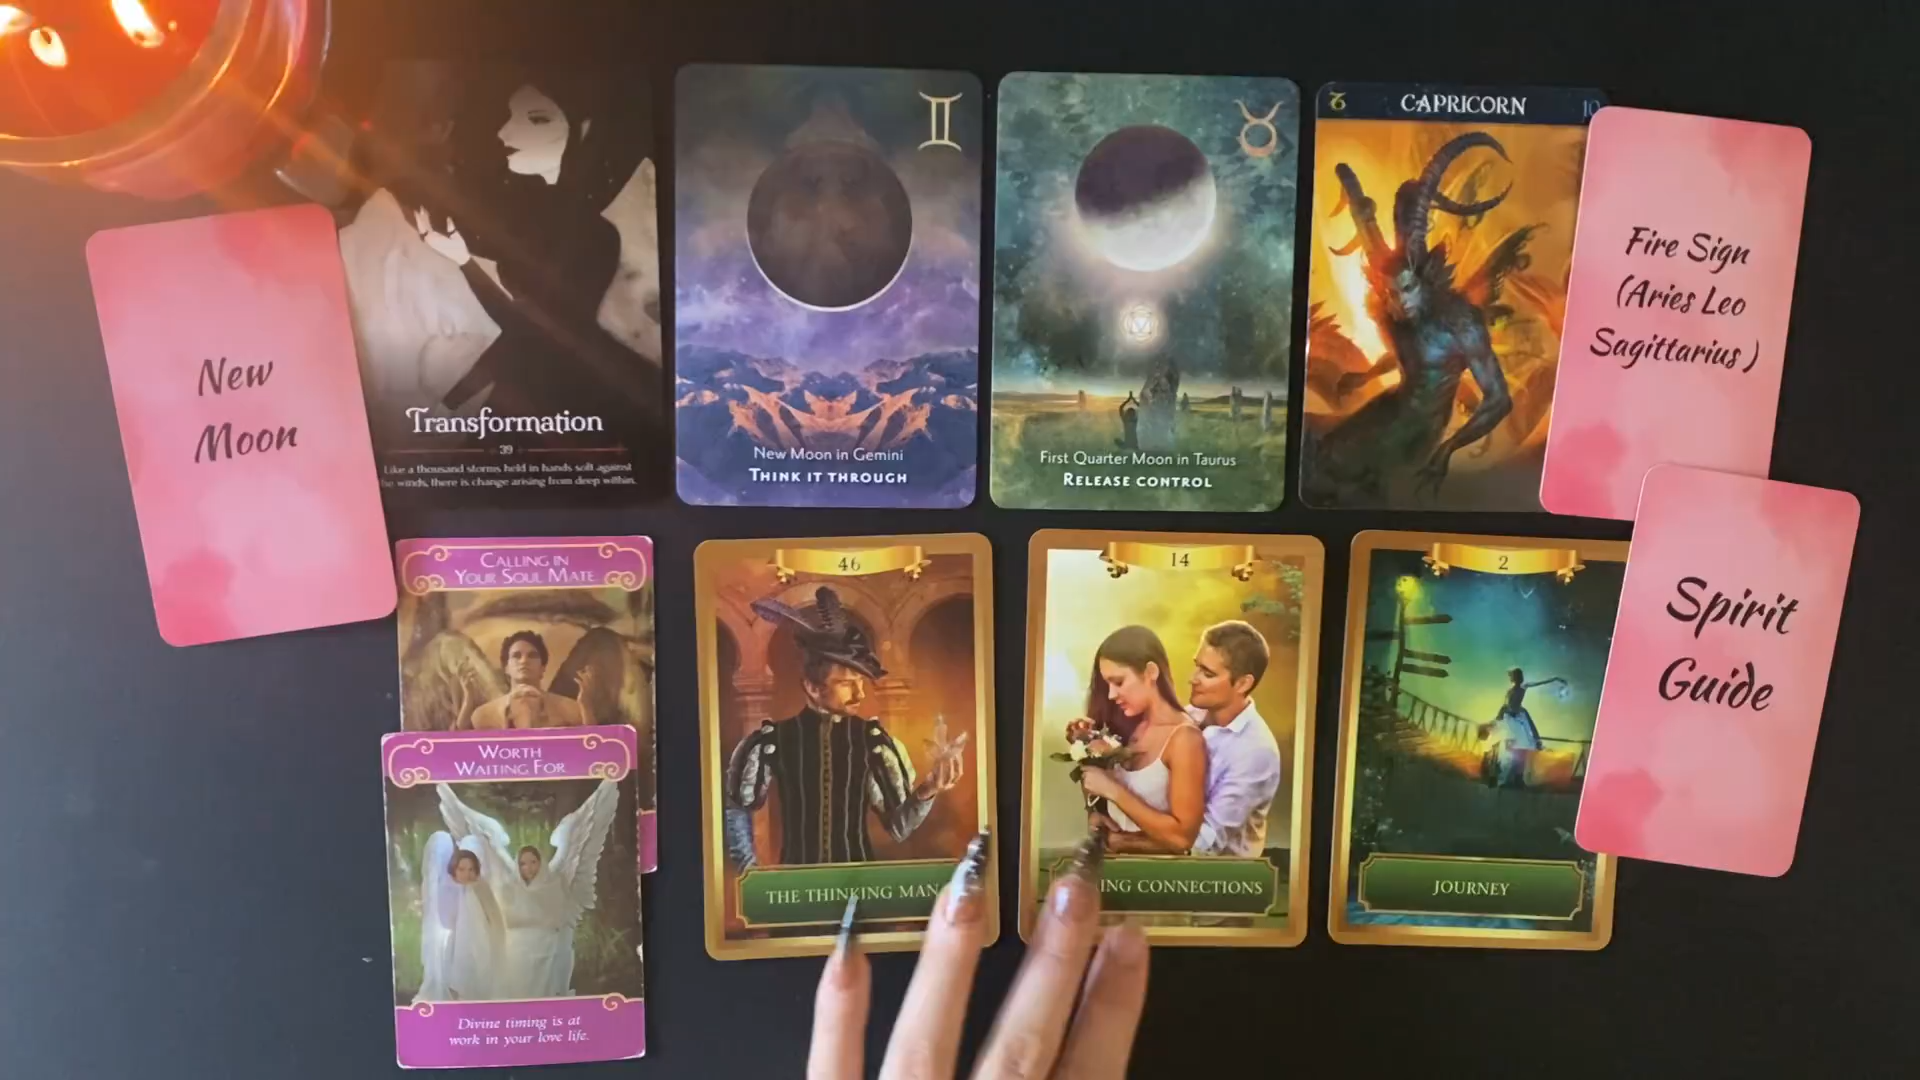 New
Moon
Transformation
39
Like a thousand storms held in hands soft against
the winds, there is change arising from deep within.
New Moon in Gemini
THINK IT THROUGH
First Quarter Moon in Taurus
RELEASE CONTROL
CAPRICORN
10
Fire Sign
(Aries Leo
Sagittarius)
CALLING IN
YOUR SOUL MATE
WORTH
WAITING FOR
Divine timing is at
work in your love life.
46
THE THINKING MAN
14
ING CONNECTIONS
2
JOURNEY
Spirit
Guide